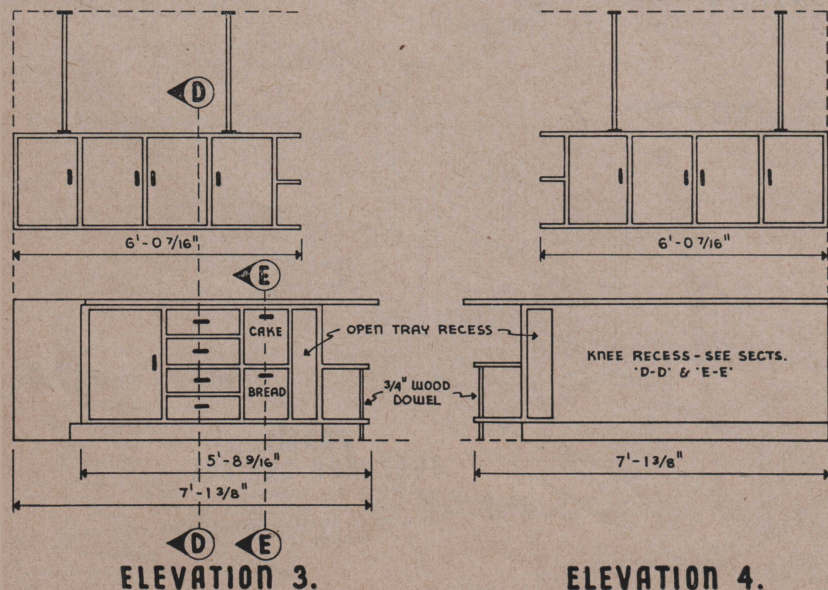 D
6'-0 7/16"
6'-0 7/16"
E
CAKE
BREAD
OPEN TRAY RECESS
3/4" WOOD
DOWEL
KNEE RECESS - SEE SECTS.
'D-D' & 'E-E'
5'-8 9/16"
7'-1 3/8"
7'-1 3/8"
D
E
ELEVATION 3.
ELEVATION 4.